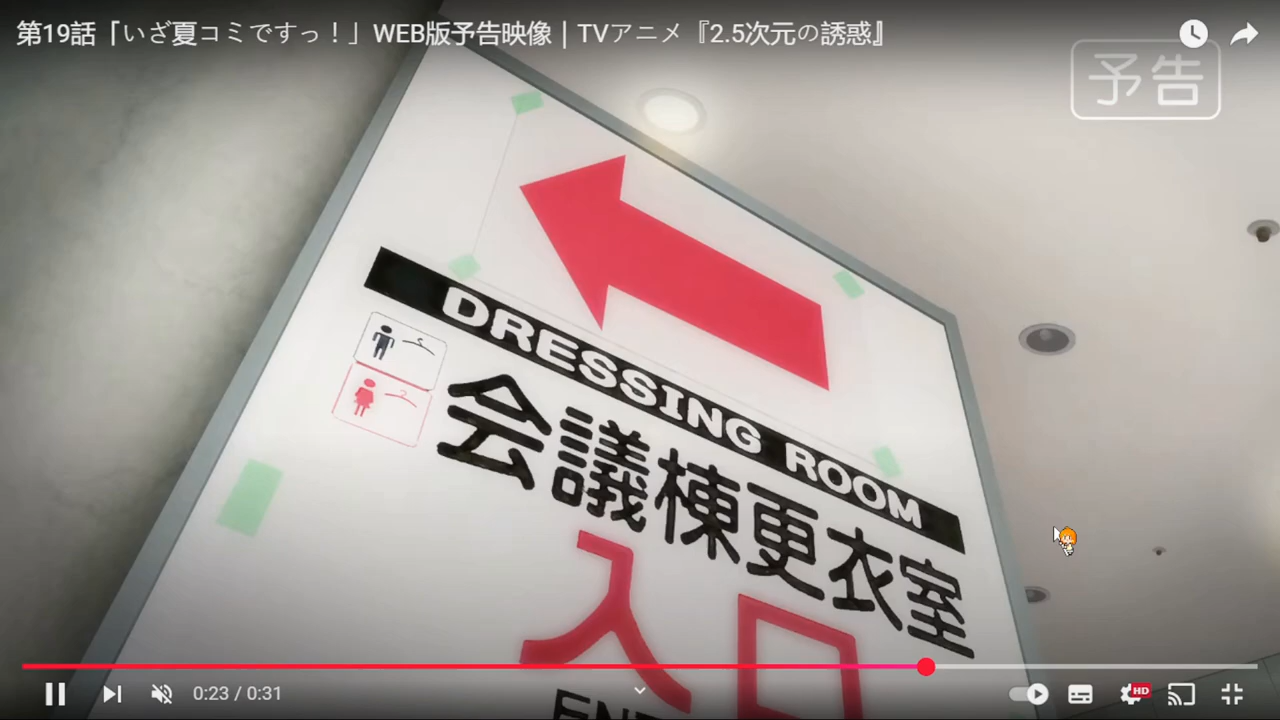 第19話「いざ夏コミですっ！」WEB版予告映像｜TVアニメ『2.5次元の誘惑』
予告
DRESSING ROOM
会議棟更衣室
入口
0:23 / 0:31
HD